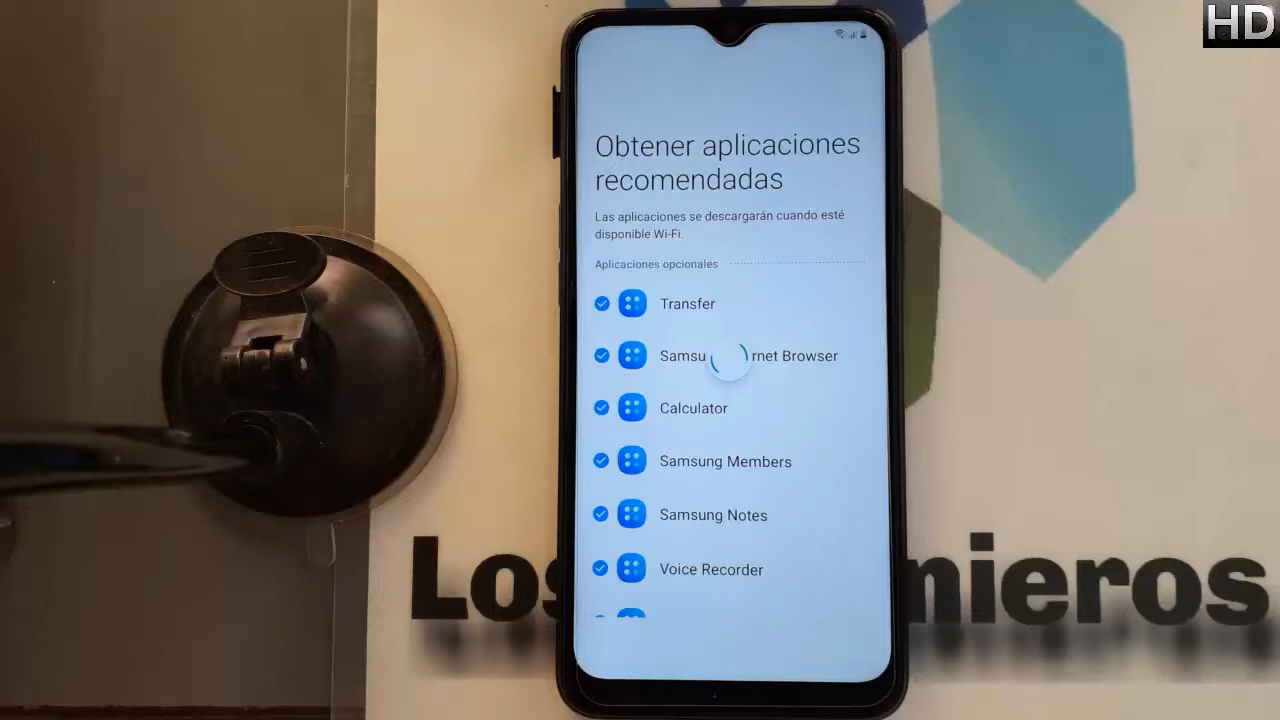 HD
Obtener aplicaciones
recomendadas
Las aplicaciones se descargarán cuando esté
disponible Wi-Fi.
Aplicaciones opcionales
Transfer
Samsu rnet Browser
Calculator
Samsung Members
Samsung Notes
Voice Recorder
Los nieros